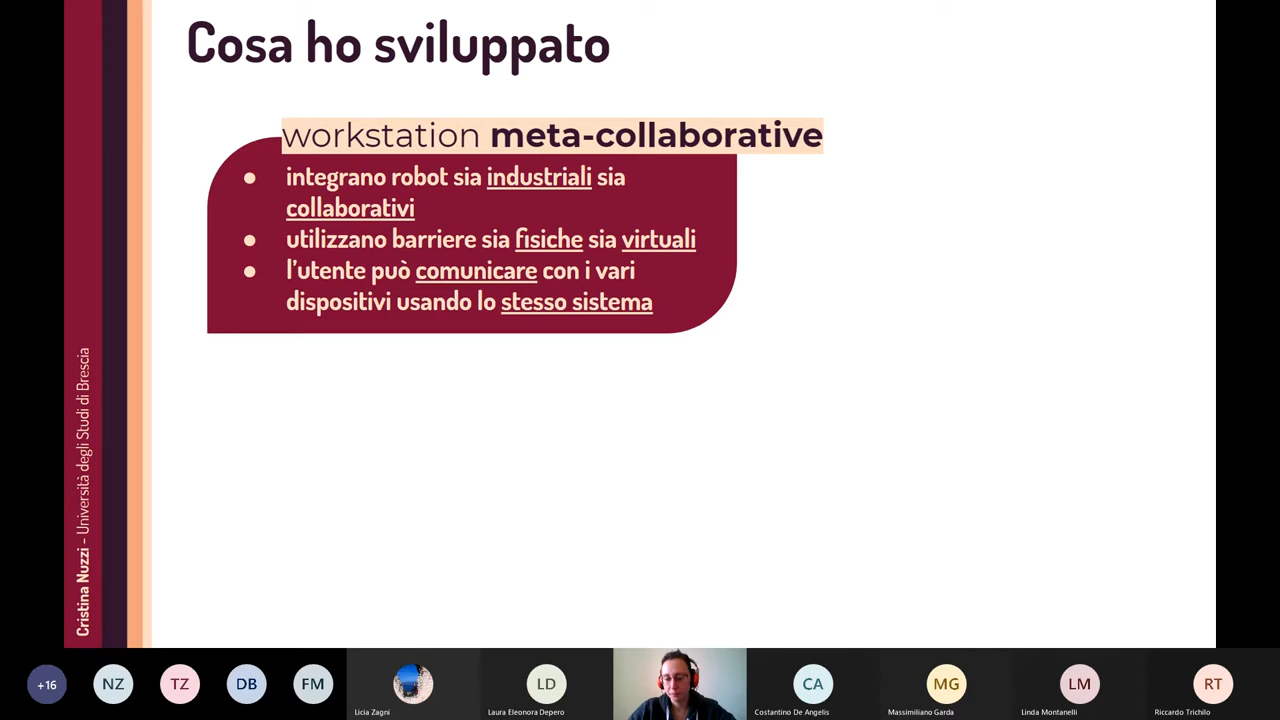 Cosa ho sviluppato
workstation meta-collaborative
● integrano robot sia industriali sia
collaborativi
● utilizzano barriere sia fisiche sia virtuali
● l'utente può comunicare con i vari
dispositivi usando lo stesso sistema
Cristina Nuzzi – Università degli Studi di Brescia
+16
NZ
TZ
DB
FM
Licia Zagni
LD
Laura Eleonora Depero
CA
Costantino De Angelis
MG
Massimiliano Garda
LM
Linda Montanelli
RT
Riccardo Trichilo